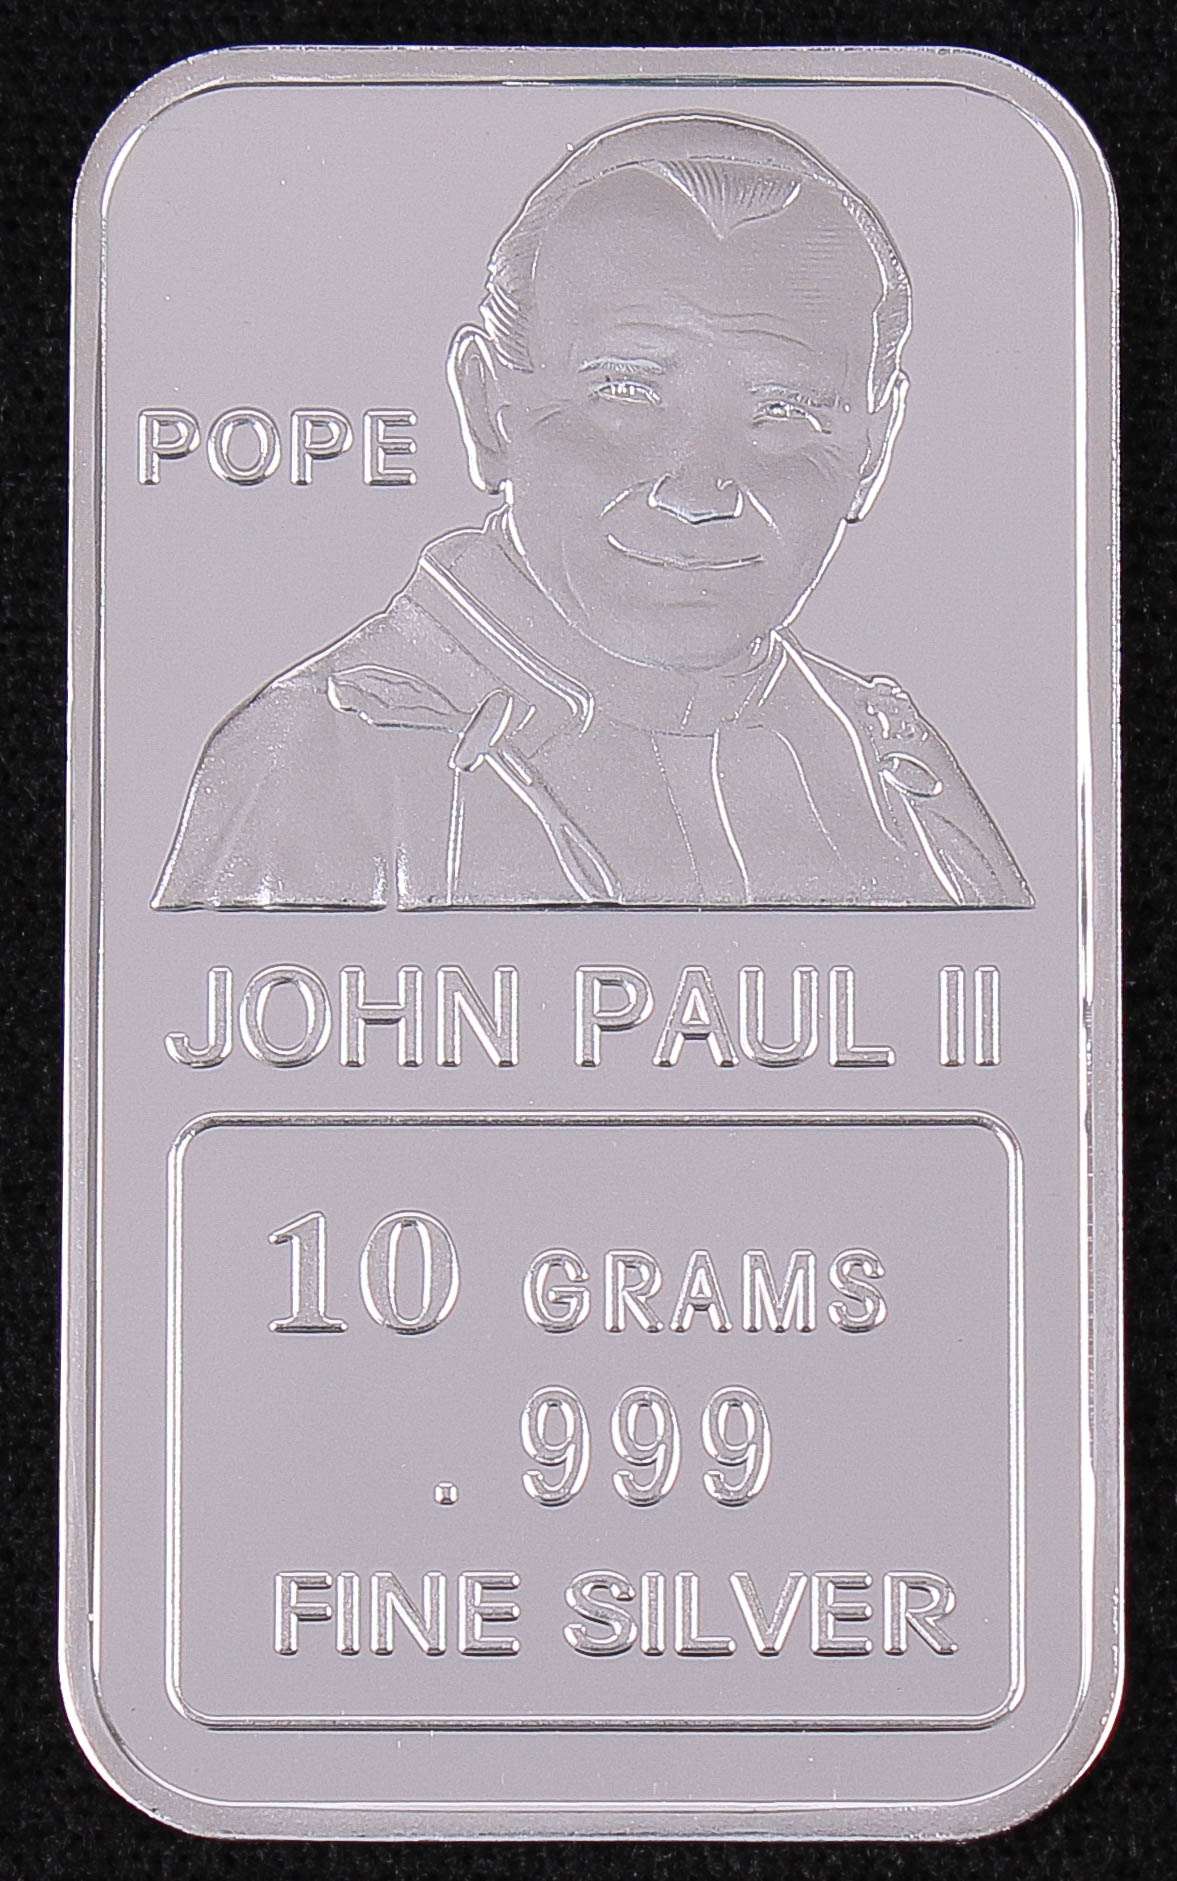 POPE
JOHN PAUL II
10 GRAMS
. 999
FINE SILVER